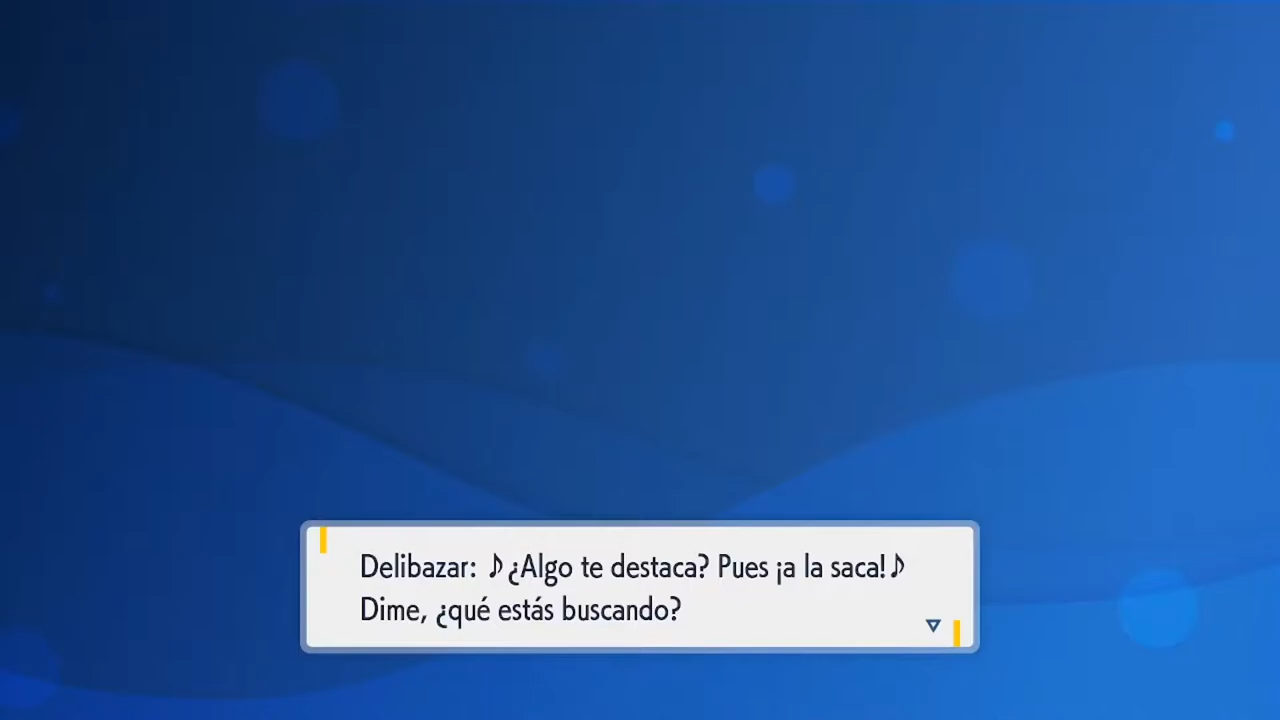 Delibazar: ♪¿Algo te destaca? Pues ¡a la saca!♪
Dime, ¿qué estás buscando?